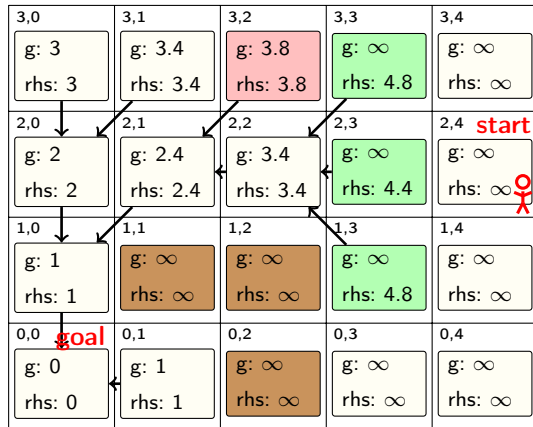 3,0 3,1 3,2 3,3 3,4
g: 3 g: 3.4 g: 3.8 g: ∞ g: ∞
rhs: 3 rhs: 3.4 rhs: 3.8 rhs: 4.8 rhs: ∞
2,0 2,1 2,2 2,3 2,4 start
g: 2 g: 2.4 g: 3.4 g: ∞ g: ∞
rhs: 2 rhs: 2.4 rhs: 3.4 rhs: 4.4 rhs: ∞
1,0 1,1 1,2 1,3 1,4
g: 1 g: ∞ g: ∞ g: ∞ g: ∞
rhs: 1 rhs: ∞ rhs: ∞ rhs: 4.8 rhs: ∞
0,0 goal 0,1 0,2 0,3 0,4
g: 0 g: 1 g: ∞ g: ∞ g: ∞
rhs: 0 rhs: 1 rhs: ∞ rhs: ∞ rhs: ∞